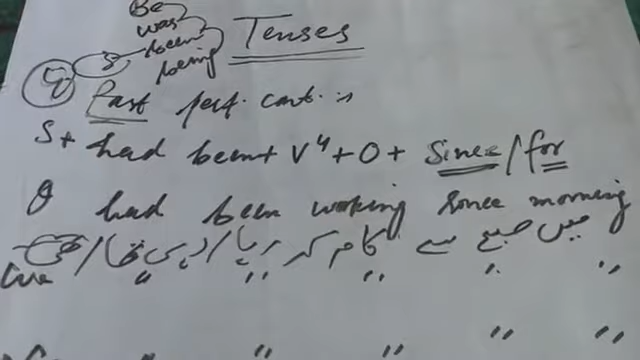 Be
was
been
being
Tenses
Past perf. cont. is
S+ had been+ V4+O+ Since/for
I had been working since morning
میں صبح سے کام کر رہا/رہی تھا/تھی
We " " " " "
" " " "